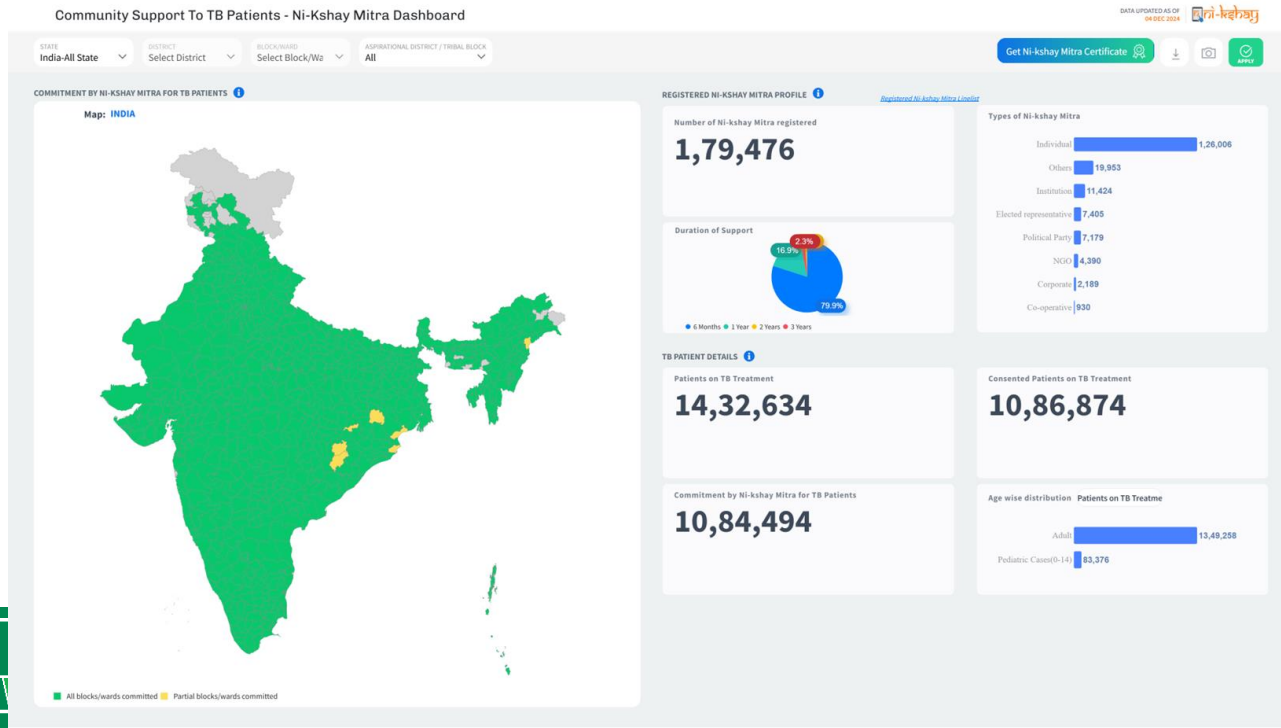 Community Support To TB Patients - Ni-Kshay Mitra Dashboard
DATA UPDATED AS OF
04 DEC 2024
ni-kshay
STATE
India-All State
DISTRICT
Select District
BLOCK/WARD
Select Block/Wa
ASPIRATIONAL DISTRICT / TRIBAL BLOCK
All
Get Ni-kshay Mitra Certificate
APPLY
COMMITMENT BY NI-KSHAY MITRA FOR TB PATIENTS
Map: INDIA
All blocks/wards committed
Partial blocks/wards committed
REGISTERED NI-KSHAY MITRA PROFILE
Registered Ni-kshay Mitra Linelist
Number of Ni-kshay Mitra registered
1,79,476
Duration of Support
2.3%
16.9%
79.9%
6 Months
1 Year
2 Years
3 Years
Types of Ni-kshay Mitra
Individual 1,26,006
Others 19,953
Institution 11,424
Elected representative 7,405
Political Party 7,179
NGO 4,390
Corporate 2,189
Co-operative 930
TB PATIENT DETAILS
Patients on TB Treatment
14,32,634
Consented Patients on TB Treatment
10,86,874
Commitment by Ni-kshay Mitra for TB Patients
10,84,494
Age wise distribution Patients on TB Treatme
Adult 13,49,258
Pediatric Cases(0-14) 83,376